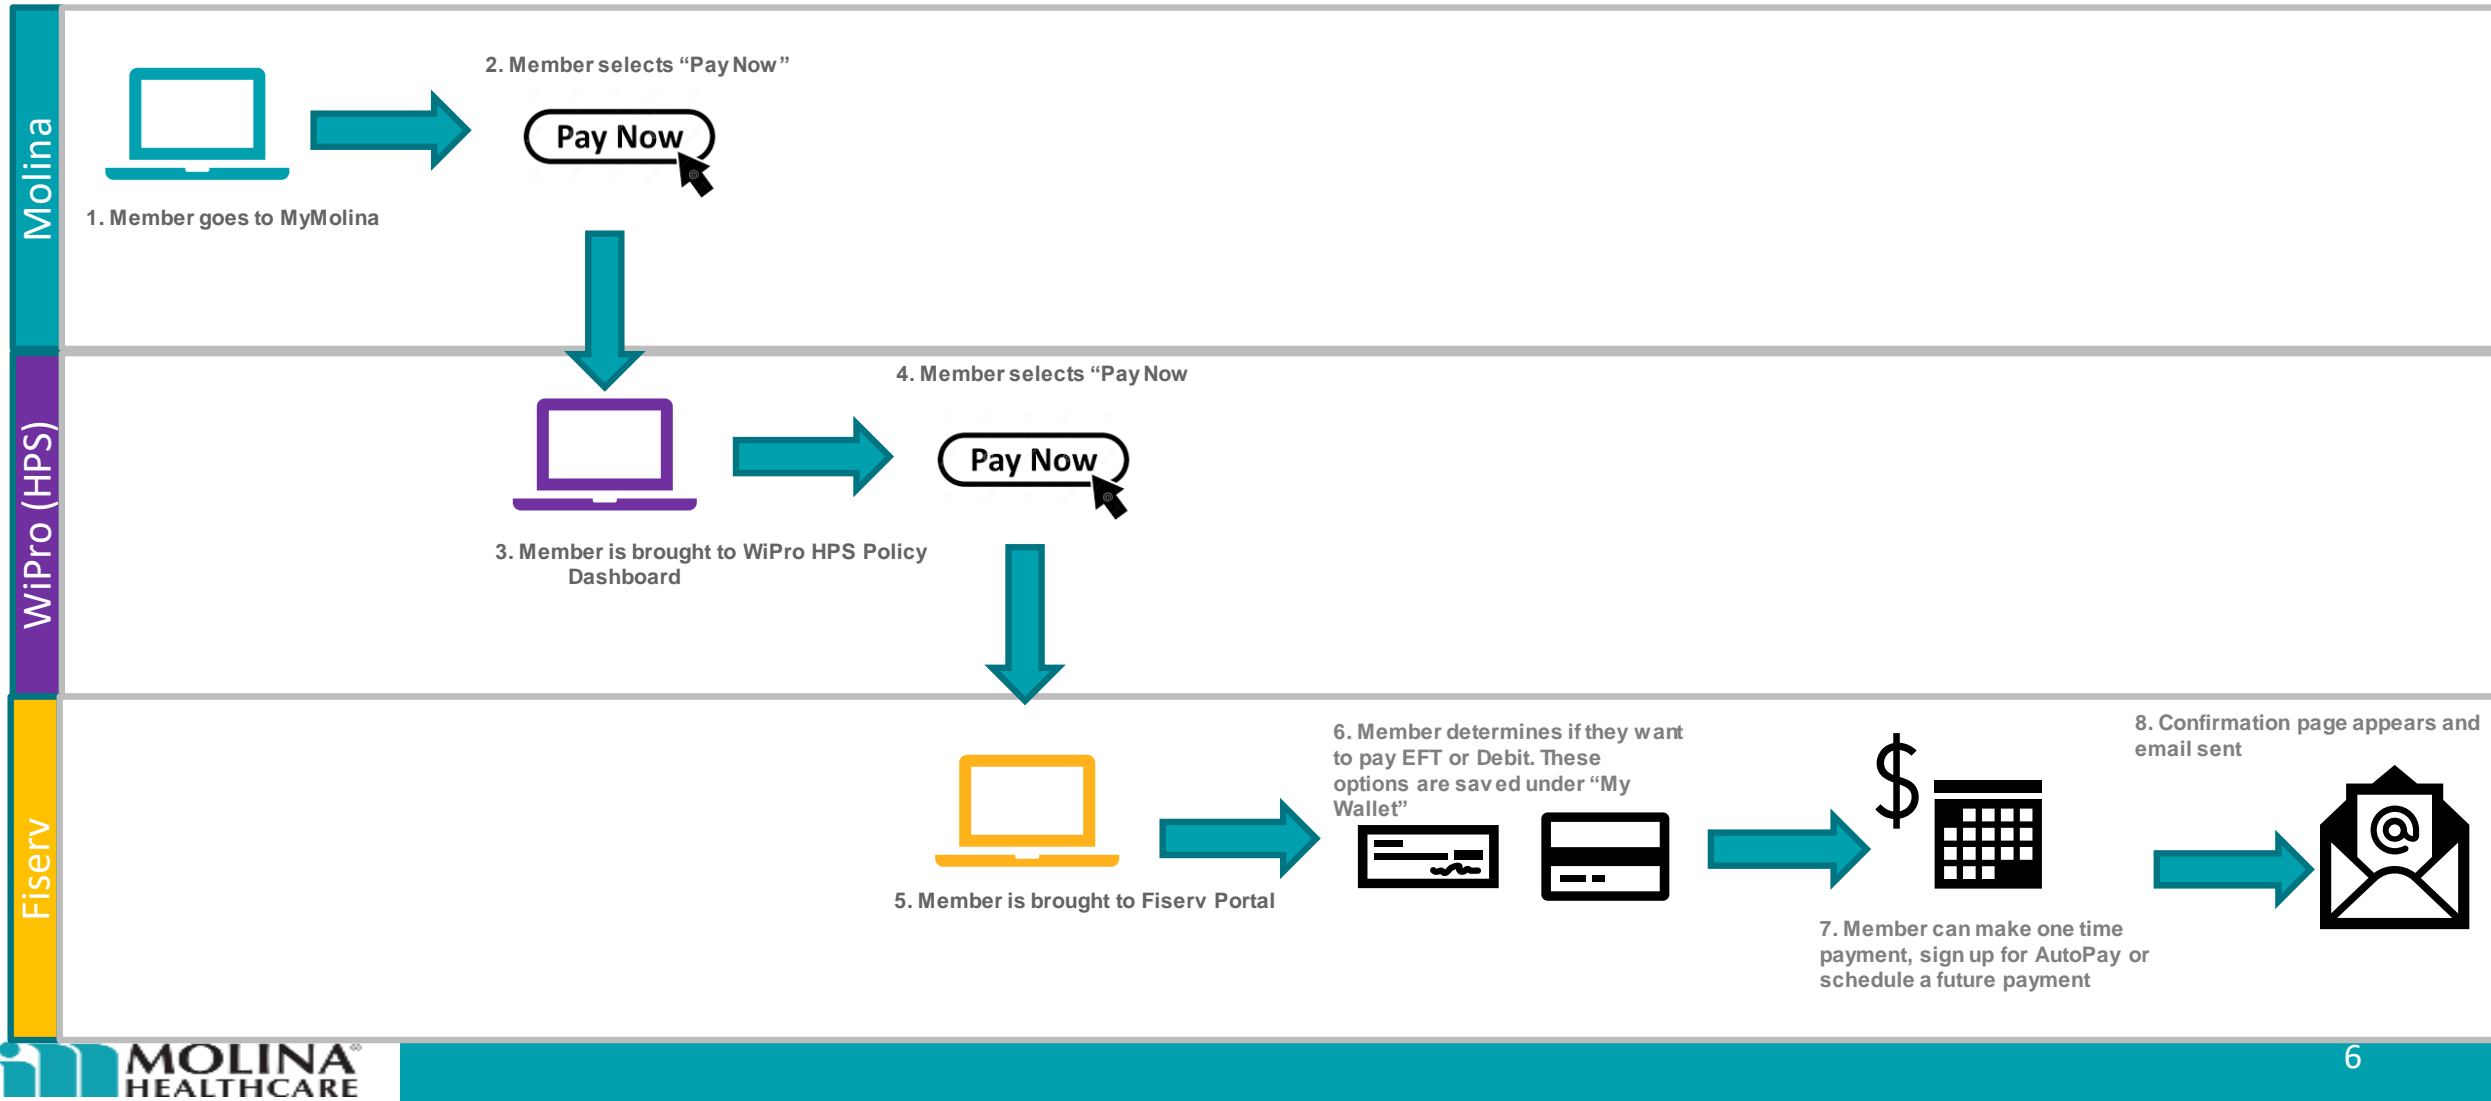 Molina
2. Member selects “Pay Now”
Pay Now
1. Member goes to MyMolina
WiPro (HPS)
4. Member selects “Pay Now
Pay Now
3. Member is brought to WiPro HPS Policy
Dashboard
Fiserv
5. Member is brought to Fiserv Portal
6. Member determines if they want
to pay EFT or Debit. These
options are saved under “My
Wallet”
7. Member can make one time
payment, sign up for AutoPay or
schedule a future payment
8. Confirmation page appears and
email sent
@
$
MOLINA®
HEALTHCARE
6